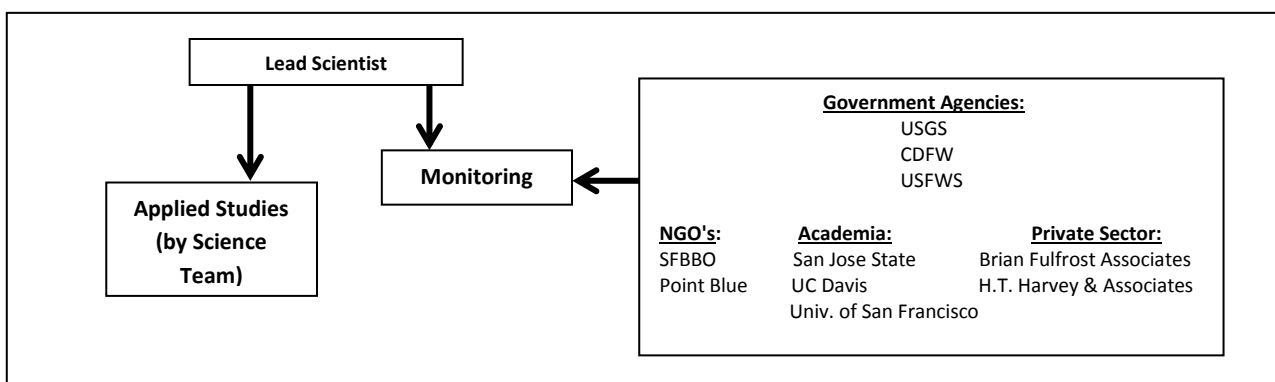 Lead Scientist
Applied Studies
(by Science
Team)
Monitoring
Government Agencies:
USGS
CDFW
USFWS
NGO's:
SFBBO
Point Blue
Academia:
San Jose State
UC Davis
Univ. of San Francisco
Private Sector:
Brian Fulfrost Associates
H.T. Harvey & Associates